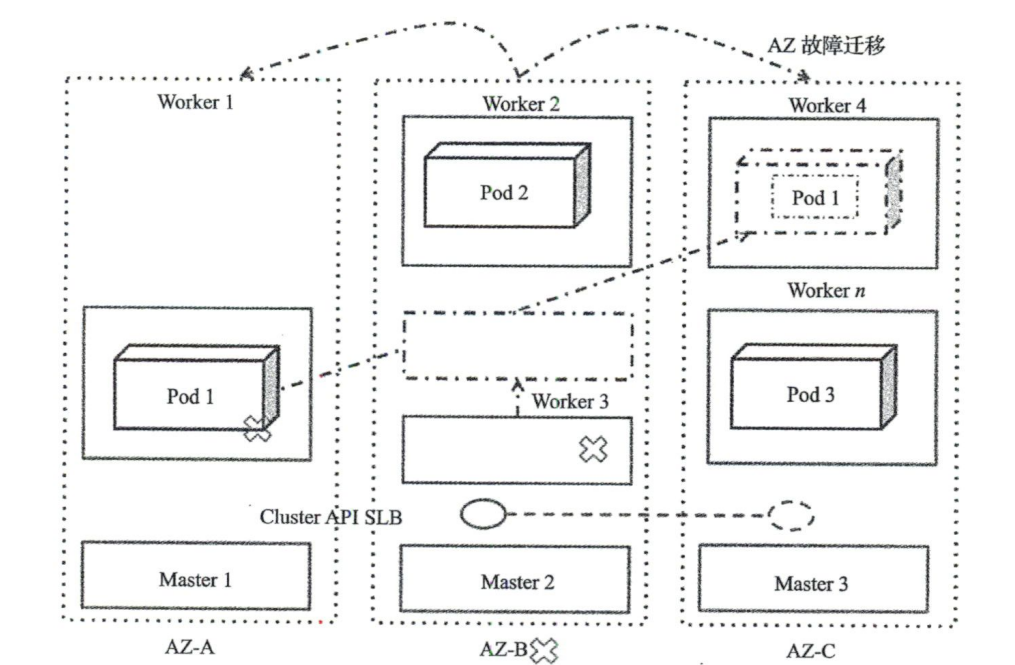 AZ 故障迁移
Worker 1
Worker 2
Worker 4
Pod 2
Pod 1
Worker n
Pod 1
Worker 3
Pod 3
Cluster API SLB
Master 1
Master 2
Master 3
AZ-A
AZ-B
AZ-C